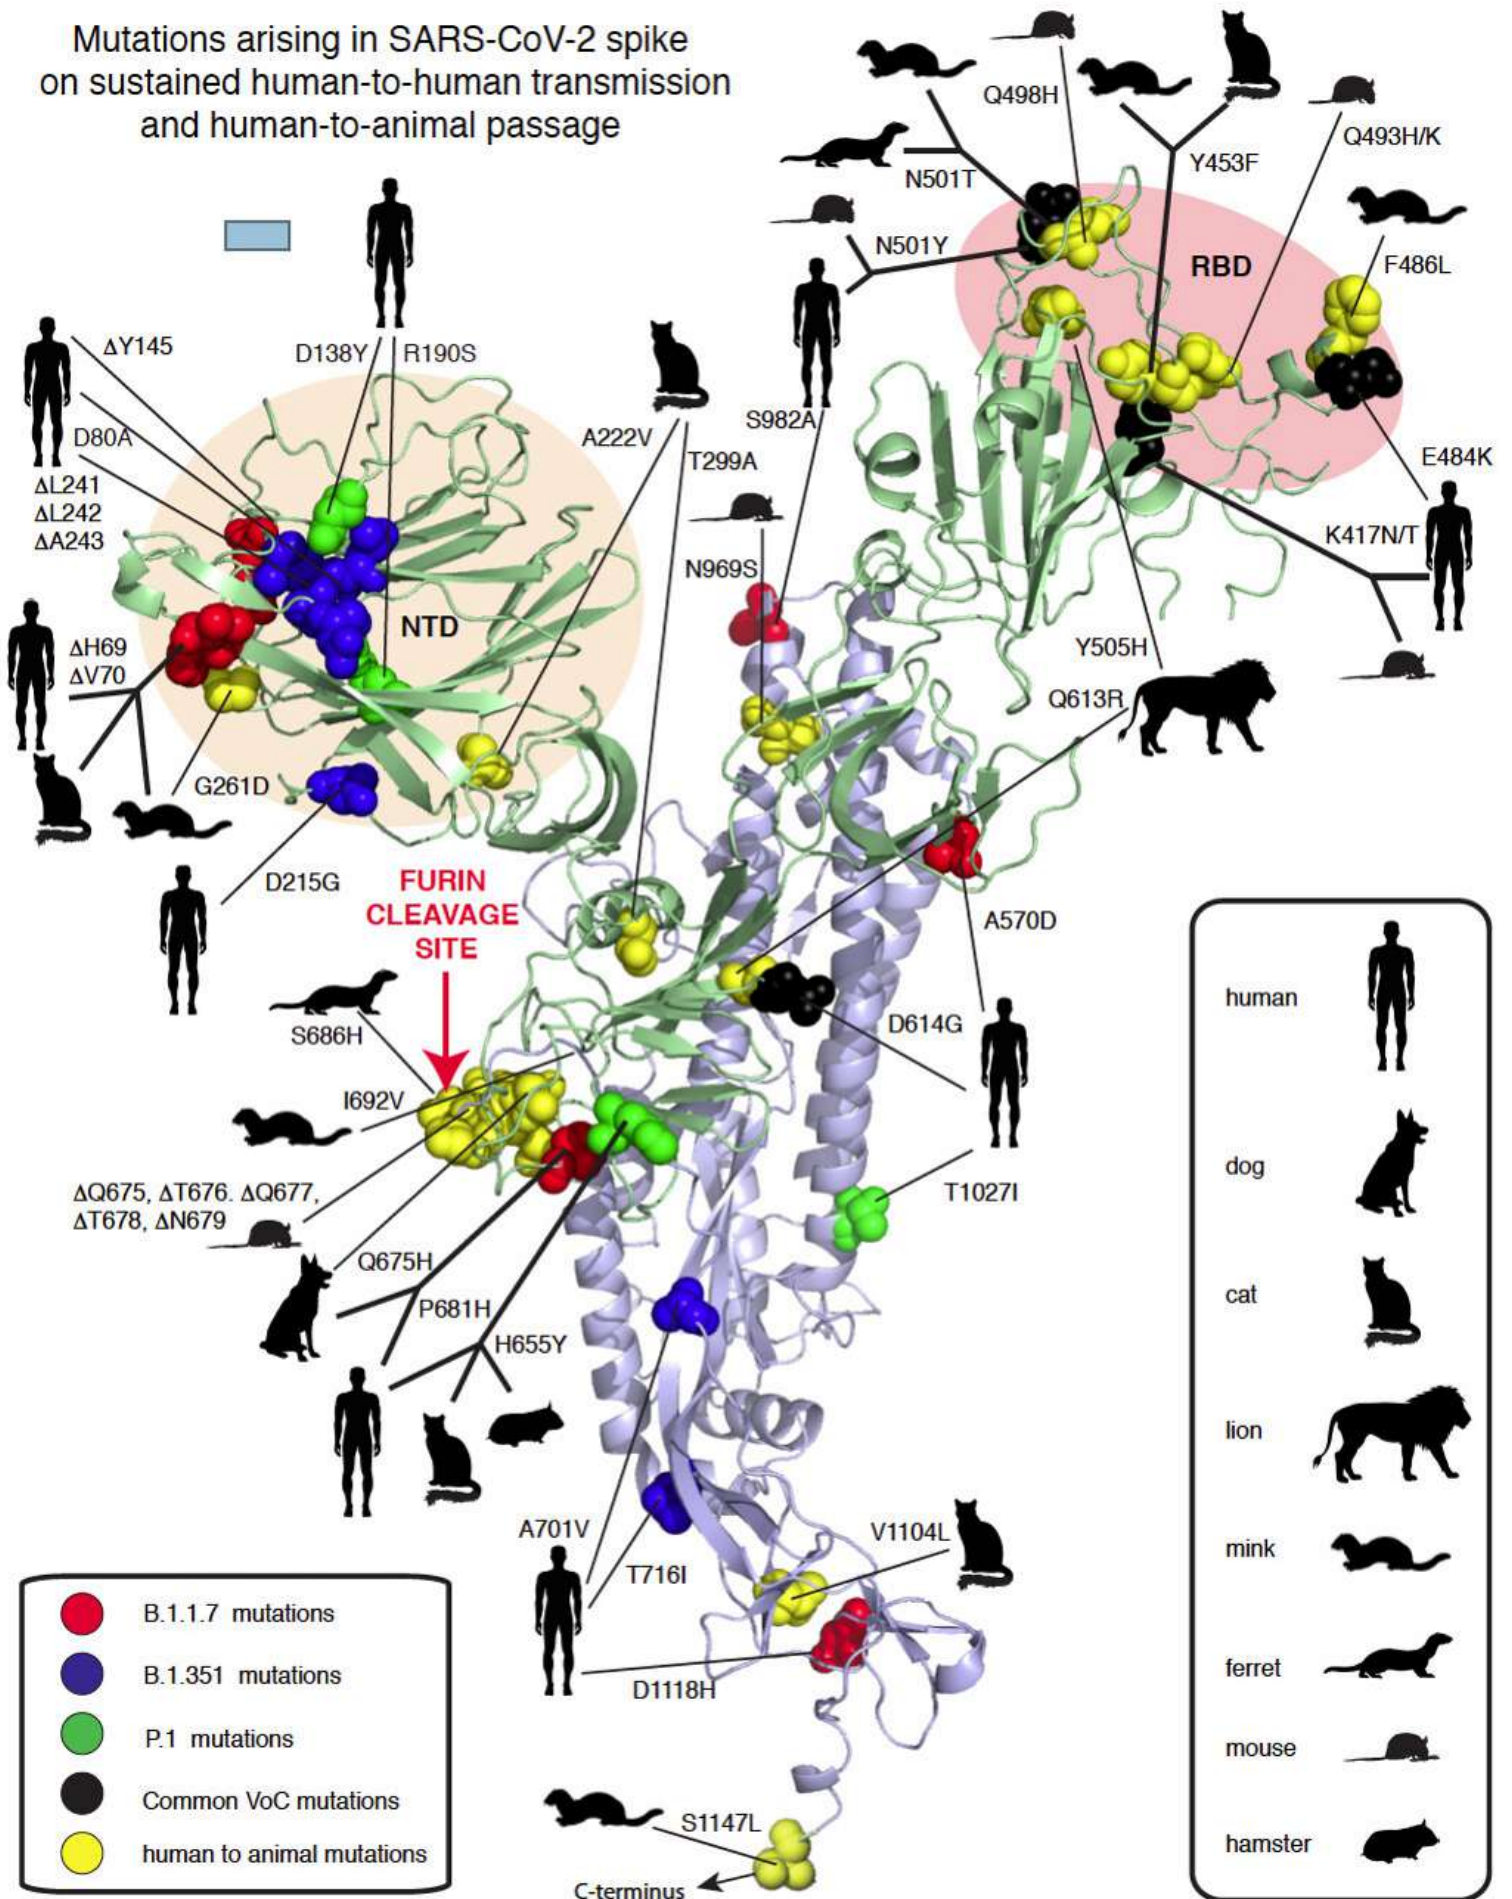 Mutations arising in SARS-CoV-2 spike
on sustained human-to-human transmission
and human-to-animal passage
Q498H
Q493H/K
Y453F
N501T
N501Y
RBD
F486L
ΔY145
D138Y
R190S
S982A
A222V
D80A
T299A
E484K
ΔL241
ΔL242
ΔA243
K417N/T
N969S
NTD
ΔH69
ΔV70
Y505H
Q613R
G261D
D215G
FURIN
CLEAVAGE
SITE
A570D
S686H
D614G
I692V
T1027I
ΔQ675, ΔT676. ΔQ677,
ΔT678, ΔN679
Q675H
P681H
H655Y
A701V
V1104L
T716I
D1118H
S1147L
C-terminus
B.1.1.7 mutations
B.1.351 mutations
P.1 mutations
Common VoC mutations
human to animal mutations
human
dog
cat
lion
mink
ferret
mouse
hamster